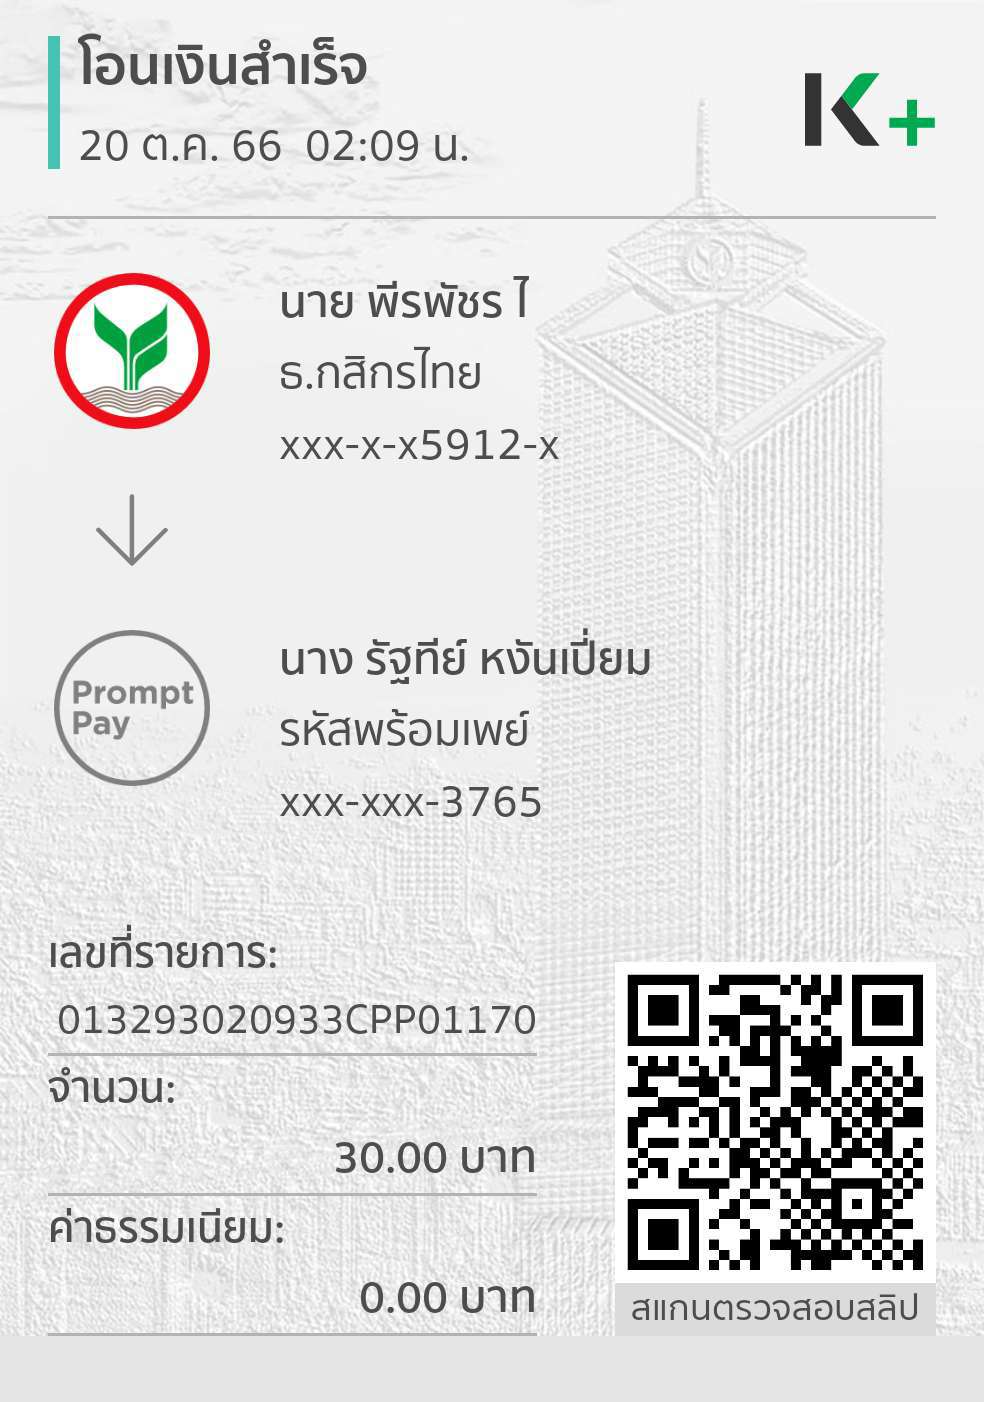 โอนเงินสำเร็จ
20 ต.ค. 66  02:09 น.
K+
นาย พีรพัชร ไ
ธ.กสิกรไทย
xxx-x-x5912-x
Prompt
Pay
นาง รัฐทีย์ หงันเปี่ยม
รหัสพร้อมเพย์
xxx-xxx-3765
เลขที่รายการ:
013293020933CPP01170
จำนวน:
30.00 บาท
ค่าธรรมเนียม:
0.00 บาท
สแกนตรวจสอบสลิป